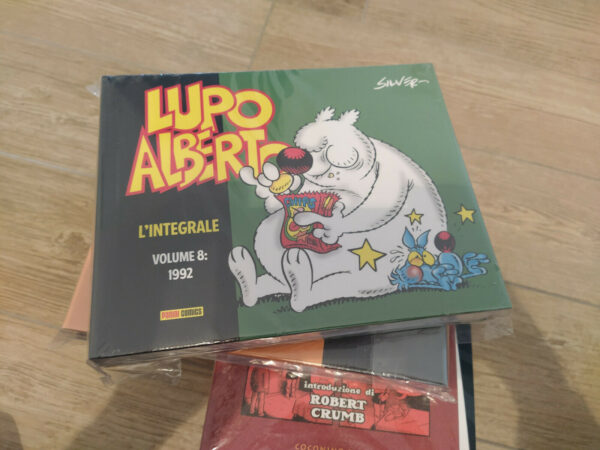 SILVER
LUPO
ALBERTO
L'INTEGRALE
VOLUME 8:
1992
PANINI COMICS
introduzione di
ROBERT
CRUMB